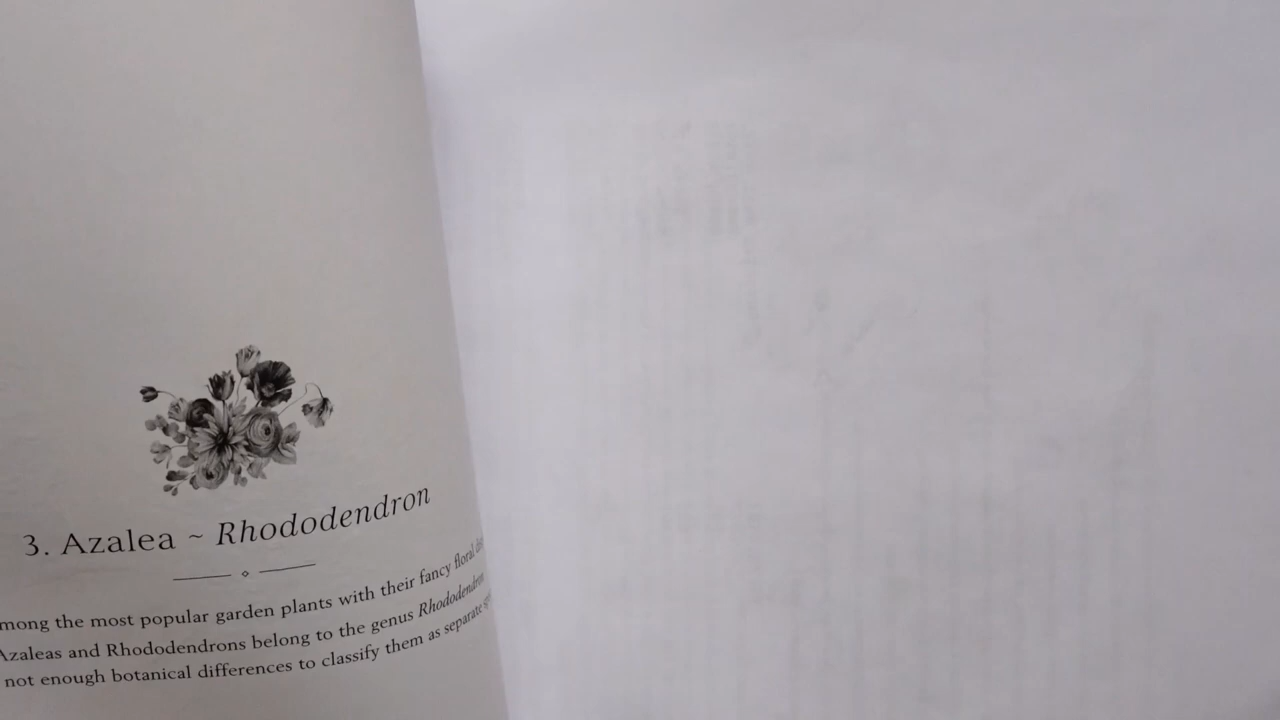 3. Azalea ~ Rhododendron
mong the most popular garden plants with their fancy floral
Azaleas and Rhododendrons belong to the genus Rhododendron
not enough botanical differences to classify them as separate